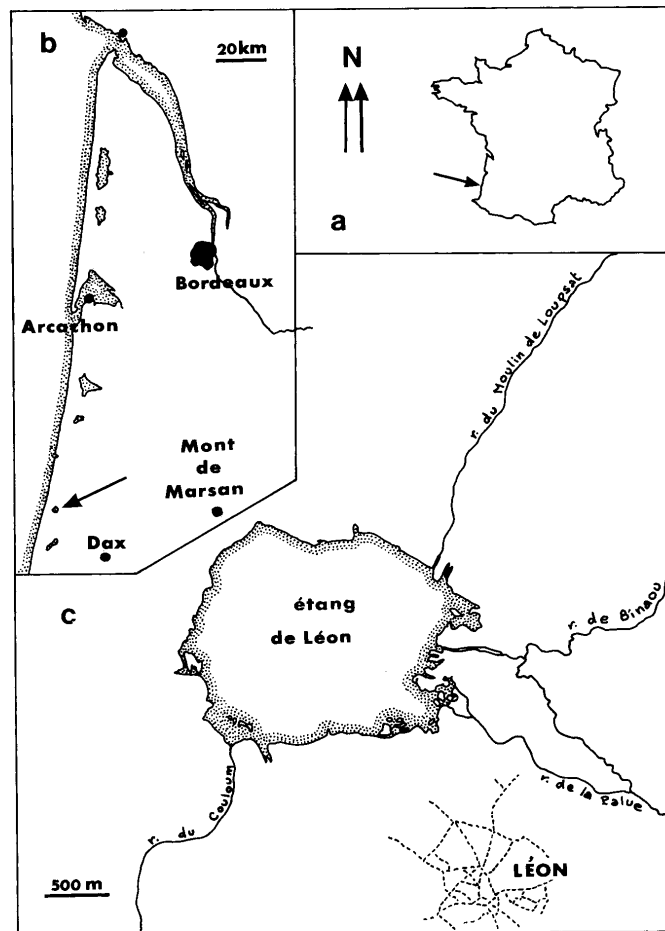 b
20km
N
a
Bordeaux
Arcachon
Mont
de
Marsan
Dax
c
étang
de Léon
r. du Moulin de Loupsat
r. de Binaou
r. de la Palue
r. du Couloum
LÉON
500 m